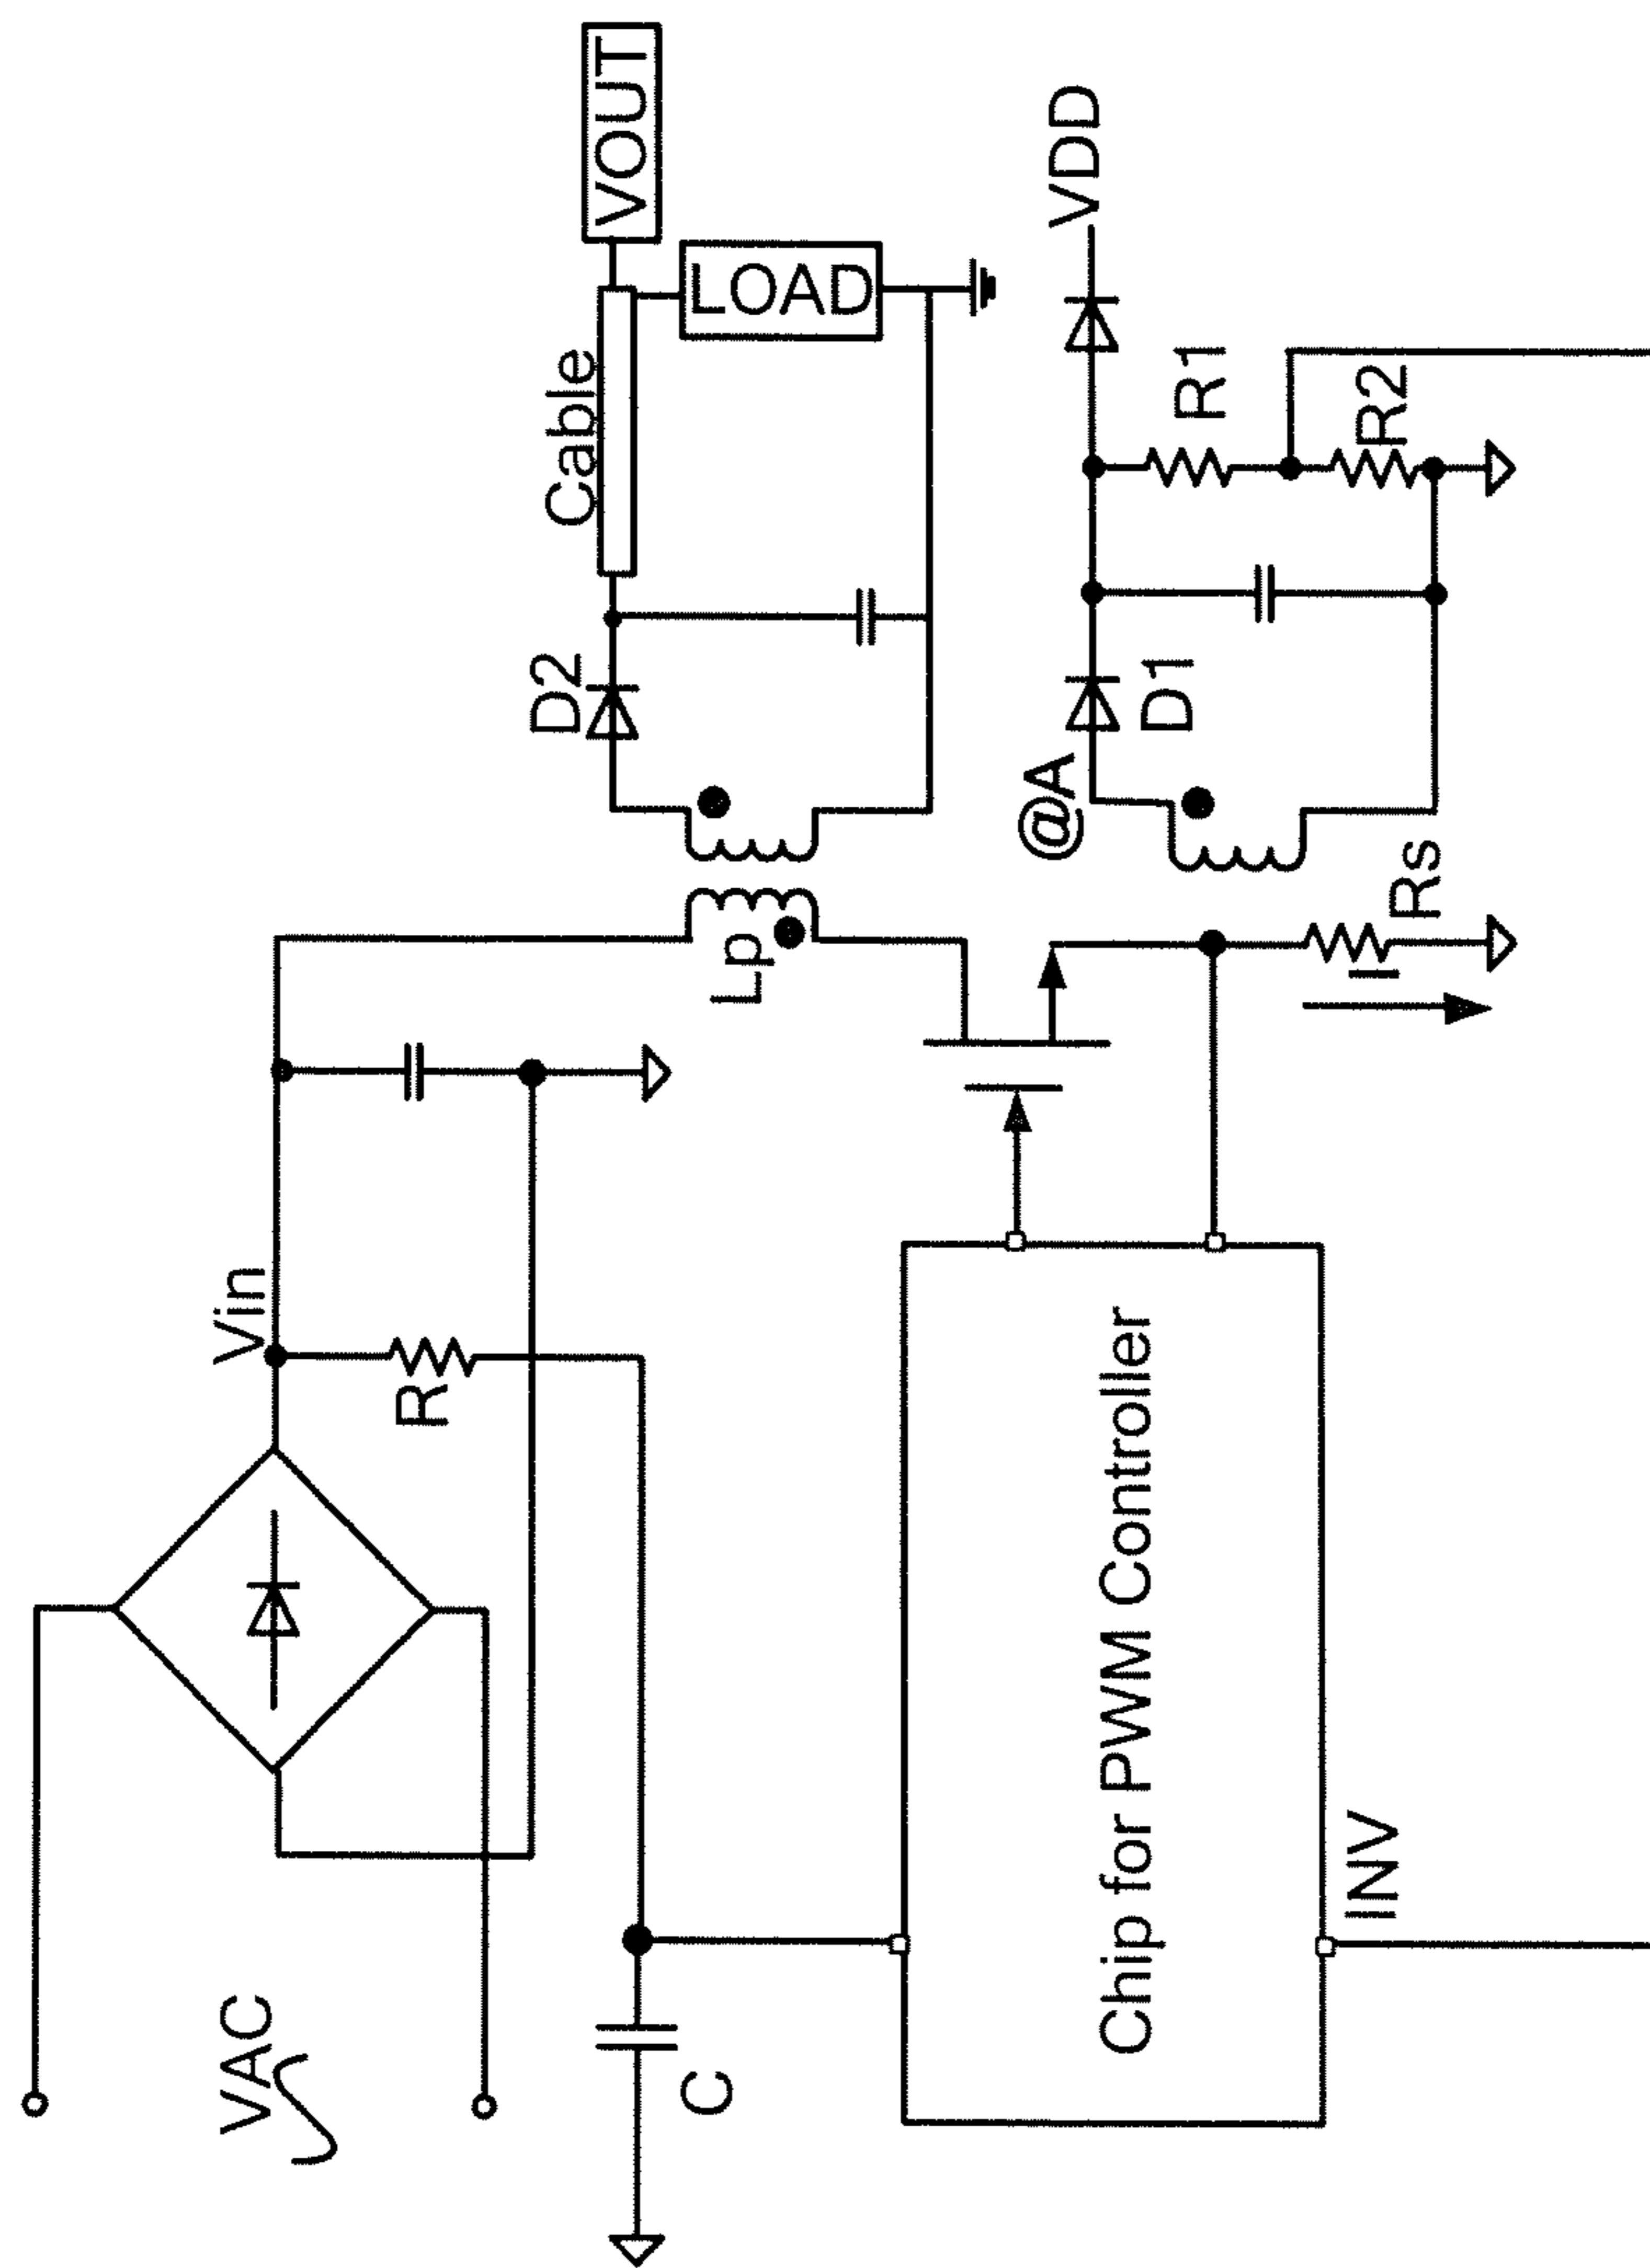 VAC
Vin
R
C
Lp
D2
Cable
VOUT
LOAD
@A
D1
VDD
R1
R2
Rs
I
Chip for PWM Controller
INV